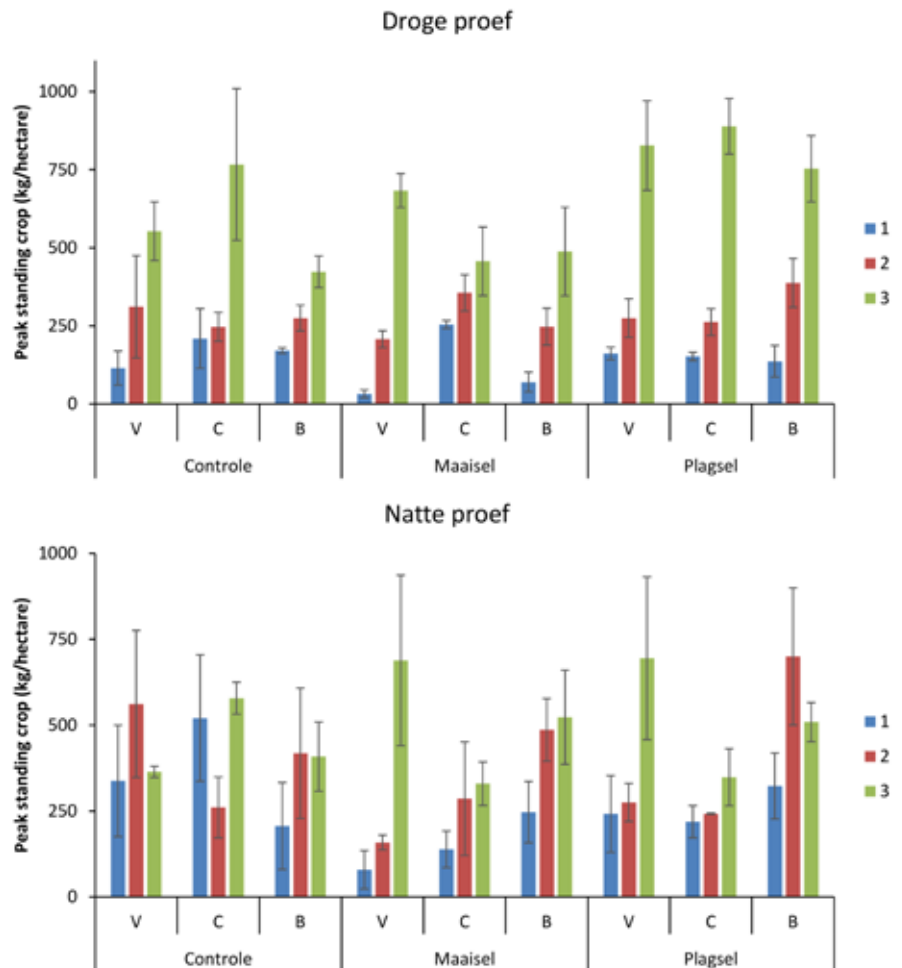 Droge proef
Peak standing crop (kg/hectare)
1000
750
500
250
0
1
2
3
V C B V C B V C B
Controle Maaisel Plagsel
Natte proef
Peak standing crop (kg/hectare)
1000
750
500
250
0
1
2
3
V C B V C B V C B
Controle Maaisel Plagsel